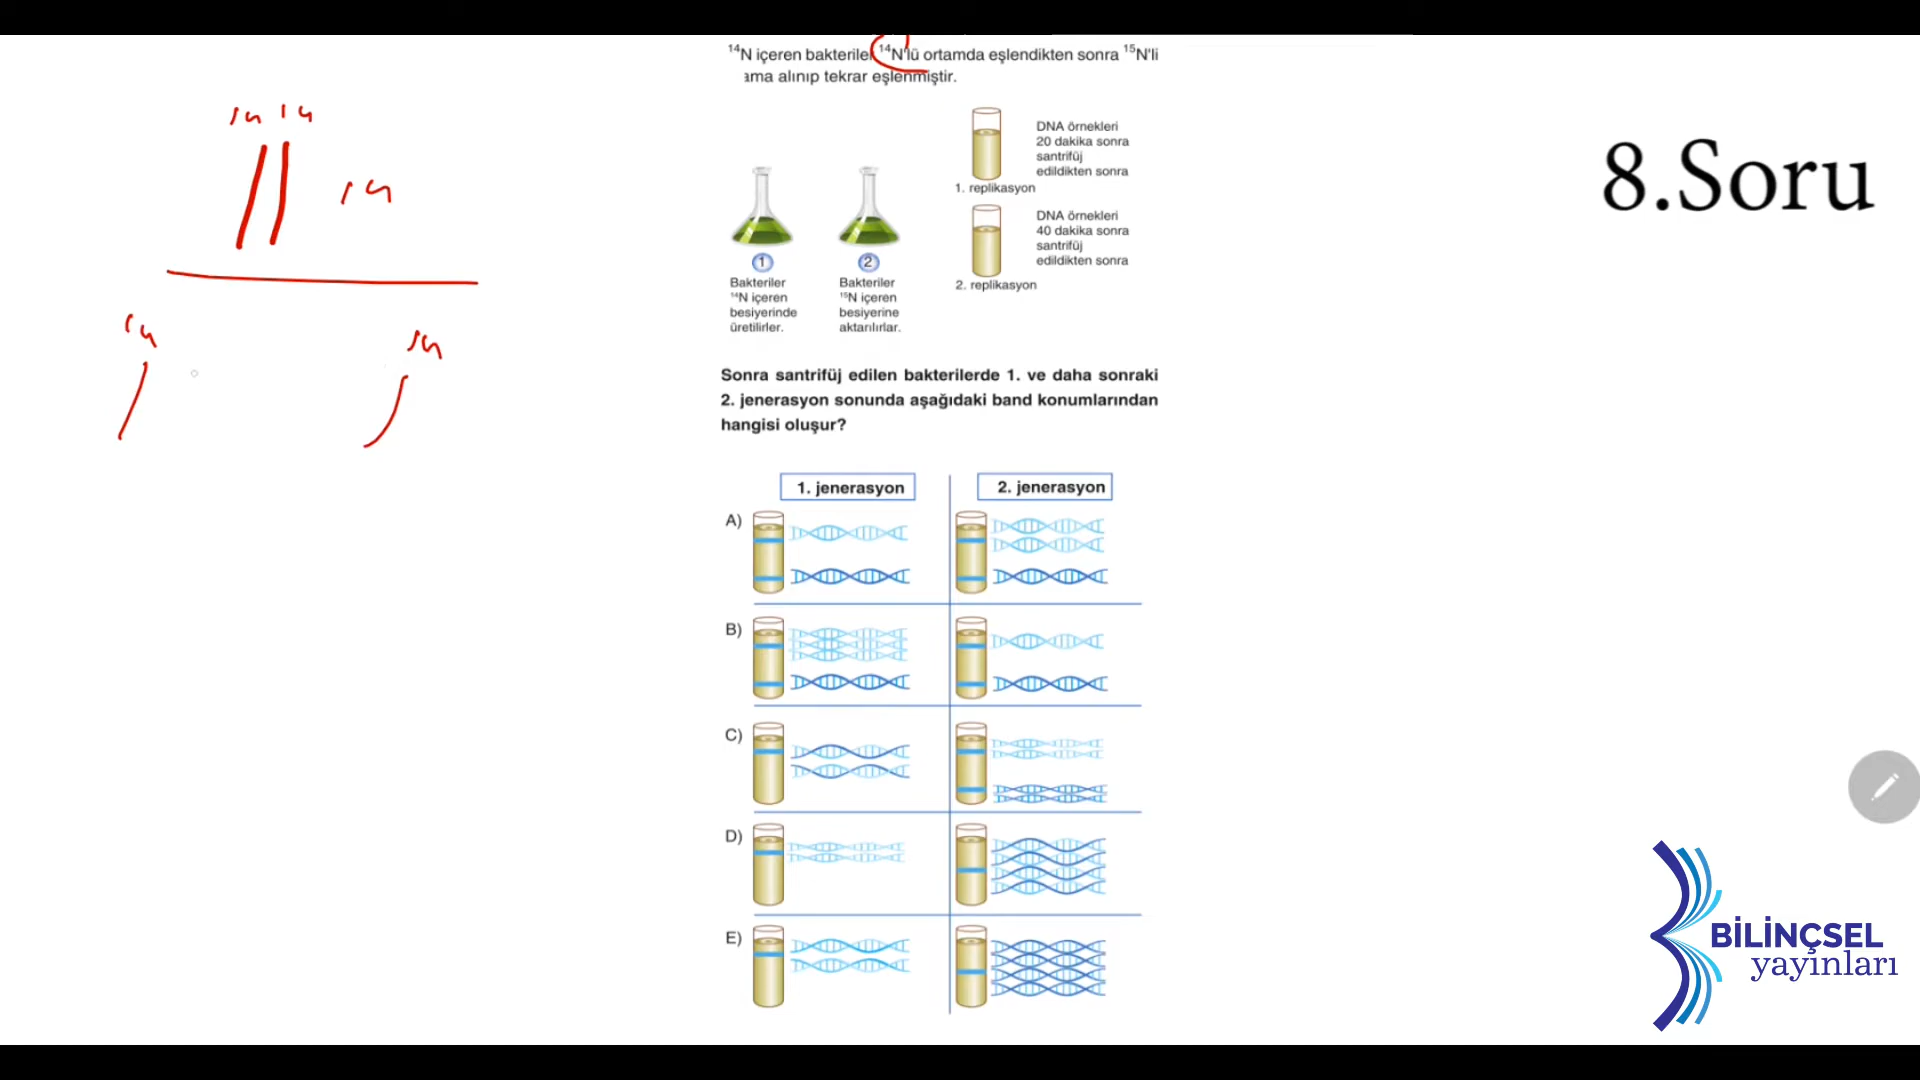 ¹⁴N içeren bakteriler ¹⁴N'lü ortamda eşlendikten sonra ¹⁵N'li
ama alınıp tekrar eşlenmiştir.
8.Soru
14 14
14
14
14
DNA örnekleri
20 dakika sonra
santrifüj
edildikten sonra
1. replikasyon
DNA örnekleri
40 dakika sonra
santrifüj
edildikten sonra
2. replikasyon
1
Bakteriler
¹⁴N içeren
besiyerinde
üretilirler.
2
Bakteriler
¹⁵N içeren
besiyerine
aktarılırlar.
Sonra santrifüj edilen bakterilerde 1. ve daha sonraki
2. jenerasyon sonunda aşağıdaki band konumlarından
hangisi oluşur?
1. jenerasyon
2. jenerasyon
A)
B)
C)
D)
E)
BİLİNÇSEL
yayınları